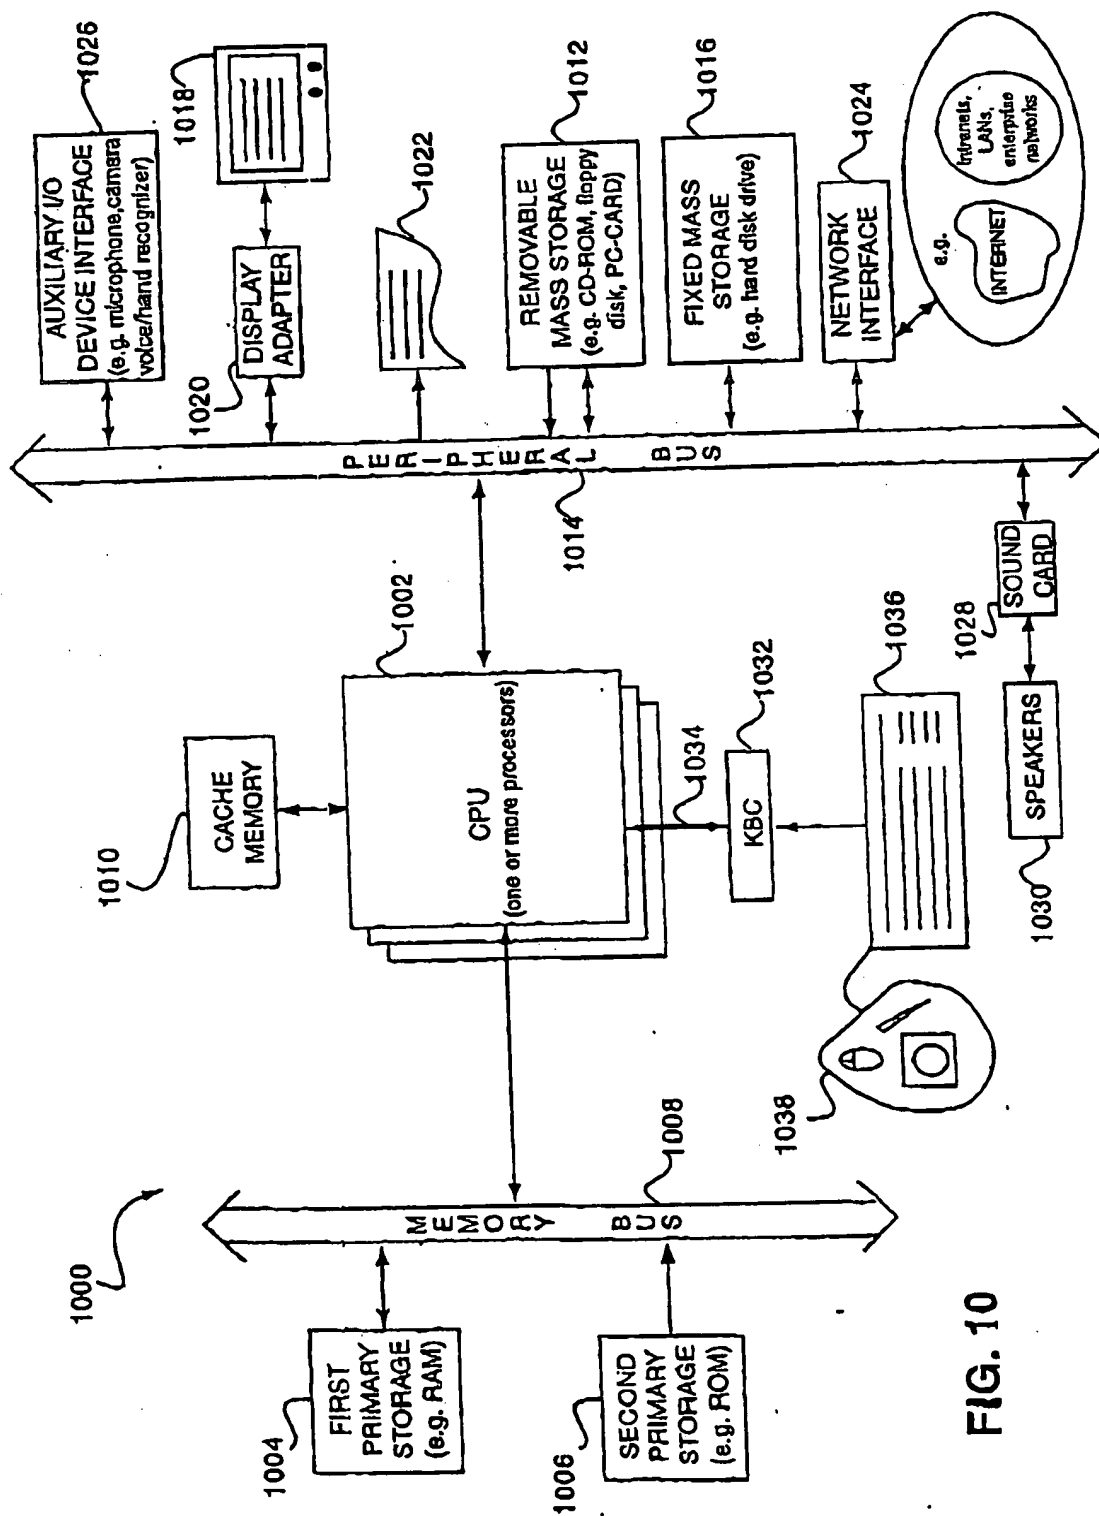 1000
FIRST
PRIMARY
STORAGE
(e.g. RAM)
1004
SECOND
PRIMARY
STORAGE
(e.g. ROM)
1006
MEMORY BUS
1008
CACHE
MEMORY
1010
CPU
(one or more processors)
1002
1034
KBC
1032
1036
1038
PERIPHERAL BUS
1014
AUXILIARY I/O
DEVICE INTERFACE
(e.g. microphone,camera
voice/hand recognizer)
1026
DISPLAY
ADAPTER
1020
1018
1022
REMOVABLE
MASS STORAGE
(e.g. CD-ROM, floppy
disk, PC-CARD)
1012
FIXED MASS
STORAGE
(e.g. hard disk drive)
1016
NETWORK
INTERFACE
1024
e.g.
INTERNET
Intranets,
LANs,
enterprise
networks
SOUND
CARD
1028
SPEAKERS
1030
FIG. 10